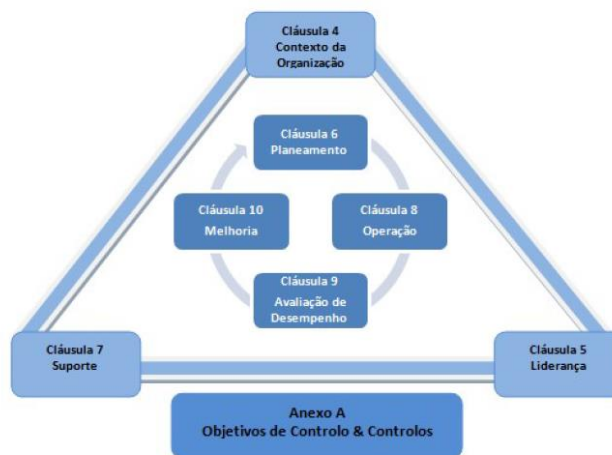 Cláusula 4
Contexto da
Organização
Cláusula 6
Planeamento
Cláusula 10
Melhoria
Cláusula 8
Operação
Cláusula 9
Avaliação de
Desempenho
Cláusula 7
Suporte
Cláusula 5
Liderança
Anexo A
Objetivos de Controlo & Controlos